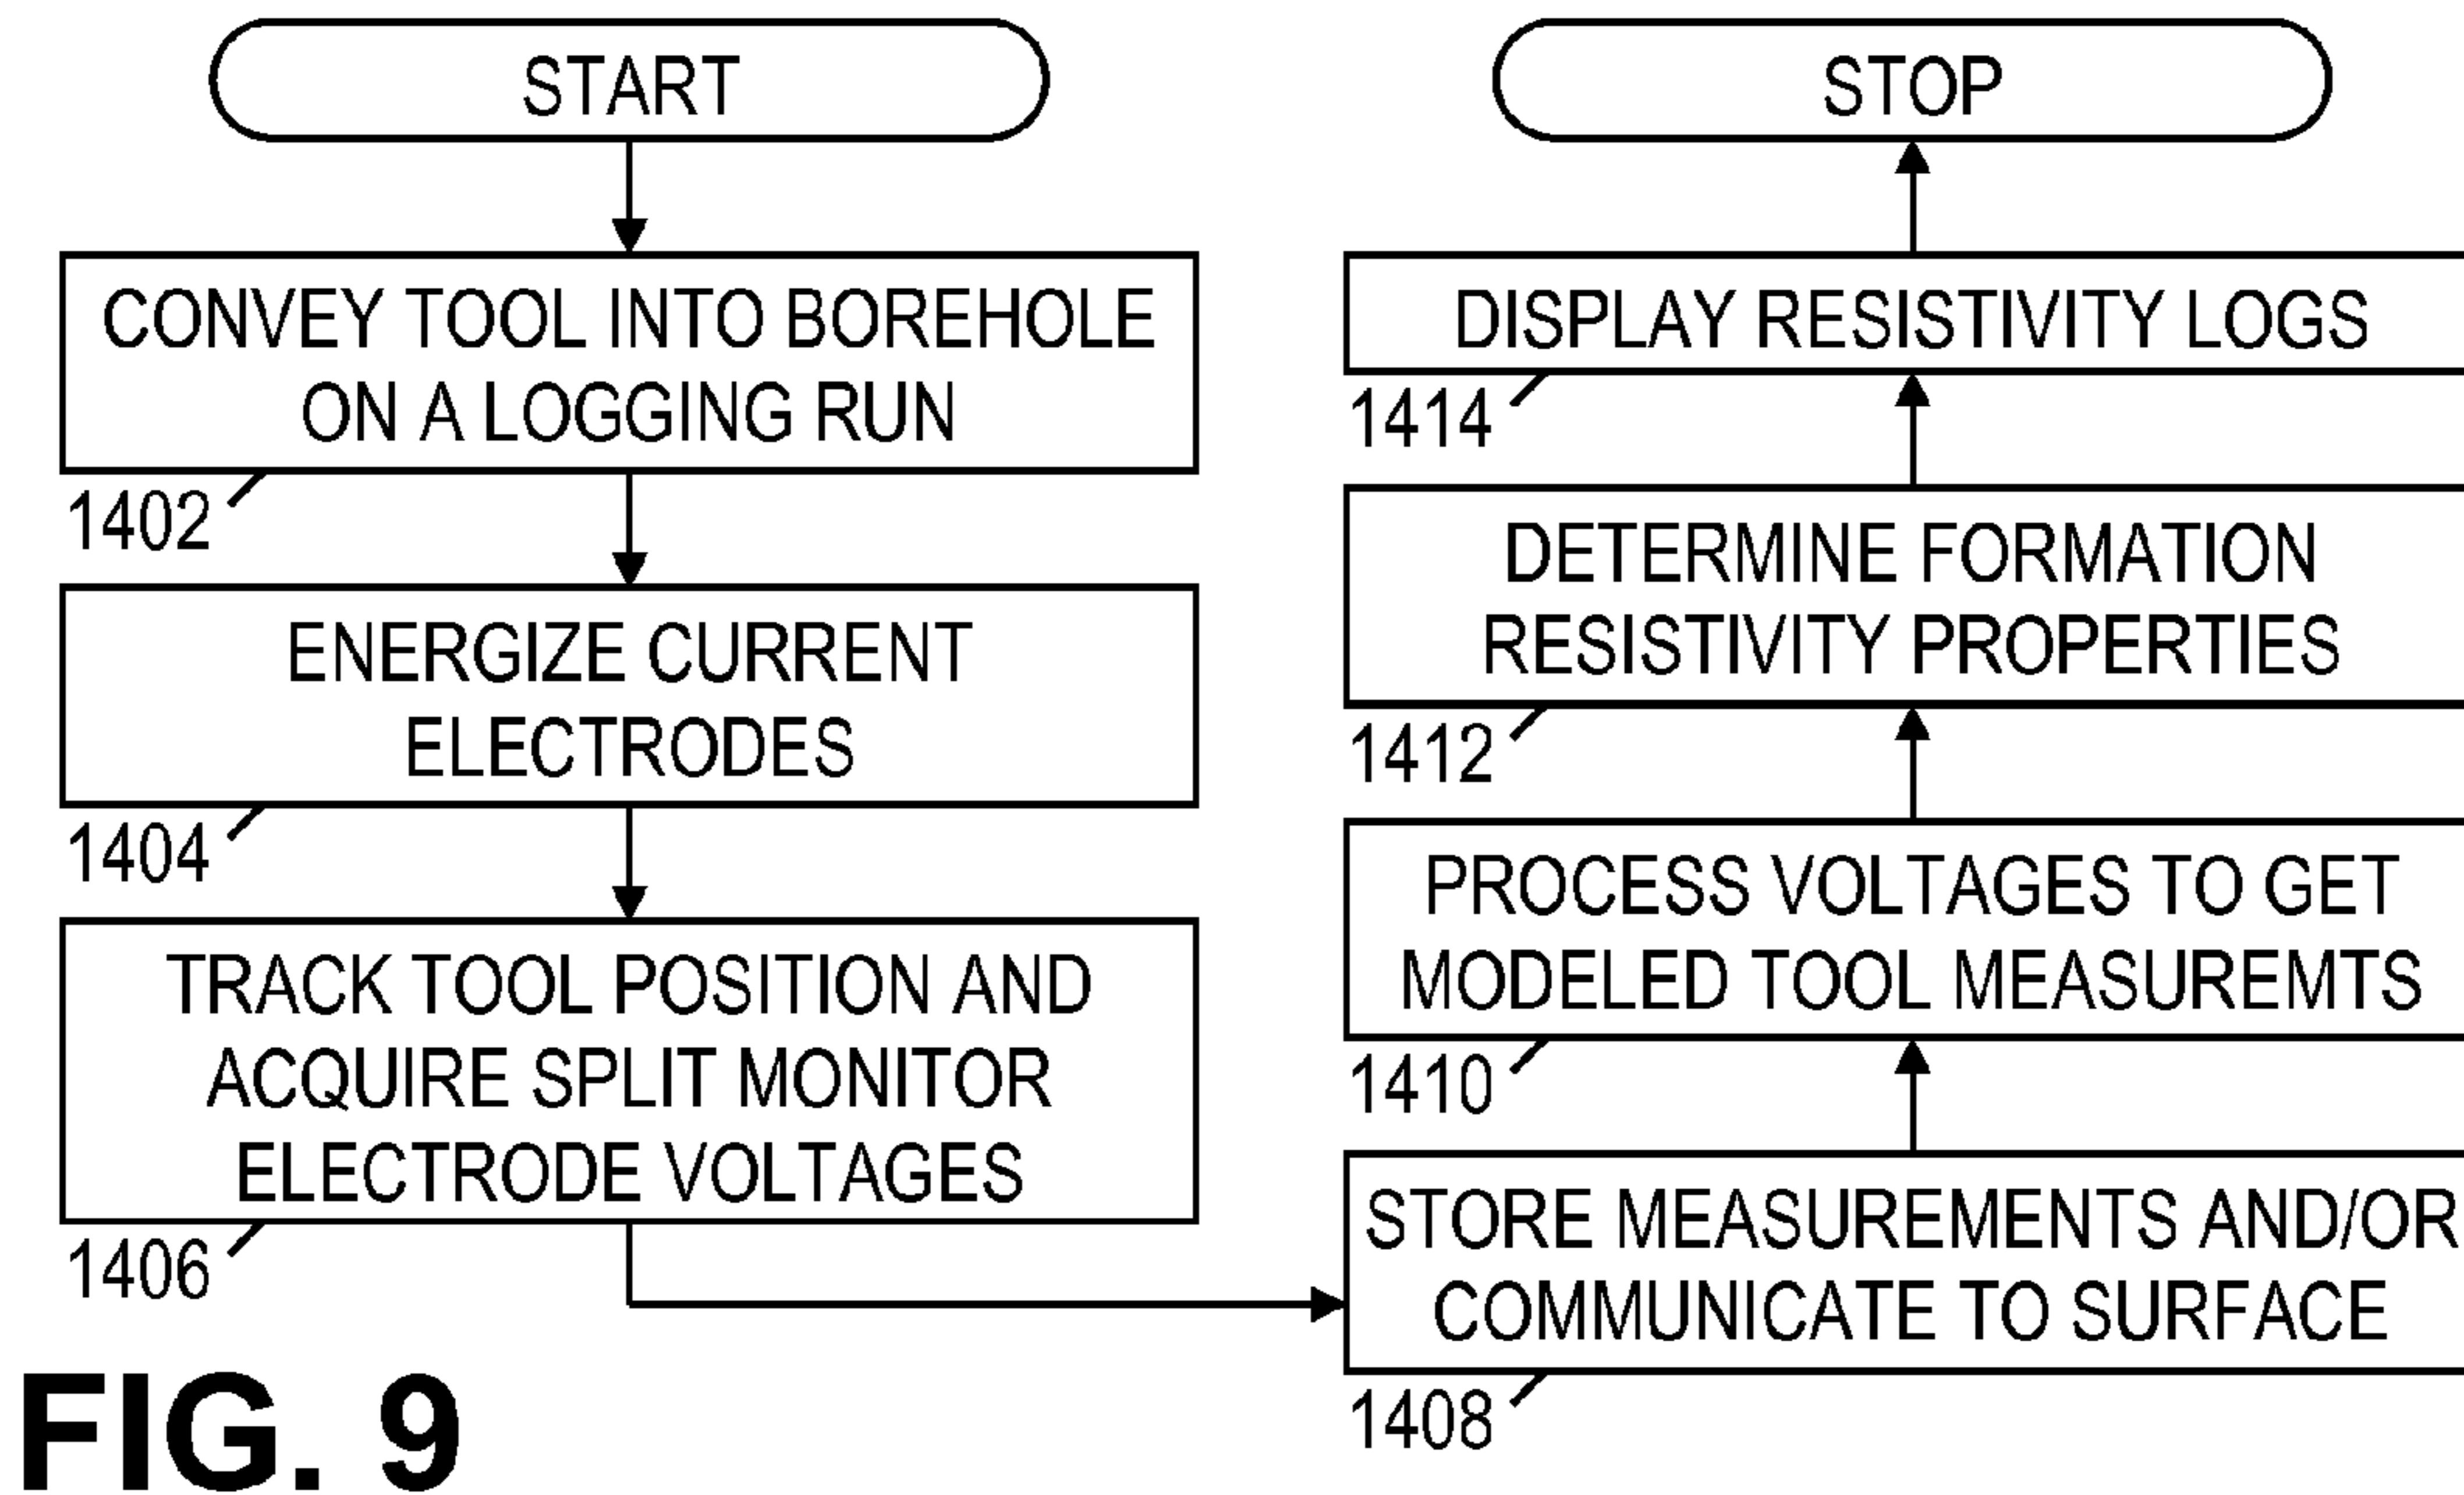 START
CONVEY TOOL INTO BOREHOLE
ON A LOGGING RUN
1402
ENERGIZE CURRENT
ELECTRODES
1404
TRACK TOOL POSITION AND
ACQUIRE SPLIT MONITOR
ELECTRODE VOLTAGES
1406
STORE MEASUREMENTS AND/OR
COMMUNICATE TO SURFACE
1408
PROCESS VOLTAGES TO GET
MODELED TOOL MEASUREMTS
1410
DETERMINE FORMATION
RESISTIVITY PROPERTIES
1412
DISPLAY RESISTIVITY LOGS
1414
STOP
FIG. 9